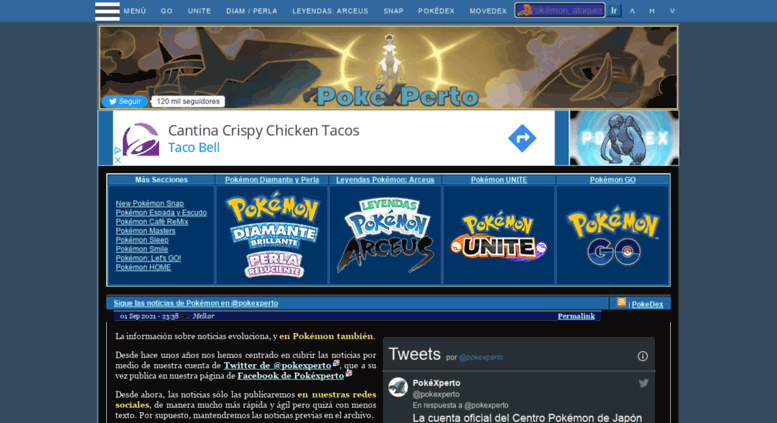 MENÚ GO UNITE DIAM / PERLA LEYENDAS: ARCEUS SNAP POKÉDEX MOVEDEX Pokémon, ataques Ir Λ H V
PokéXperto
Seguir 120 mil seguidores
Cantina Crispy Chicken Tacos
Taco Bell
POKEDEX
Más Secciones Pokémon Diamante y Perla Leyendas Pokémon: Arceus Pokémon UNITE Pokémon GO
New Pokémon Snap
Pokémon Espada y Escudo
Pokémon Café ReMix
Pokémon Masters
Pokémon Sleep
Pokémon Smile
Pokémon: Let's GO!
Pokémon HOME
POKÉMON
DIAMANTE
BRILLANTE
PERLA
RELUCIENTE
LEYENDAS
POKÉMON
ARCEUS
POKÉMON
UNITE
POKÉMON
GO
Sigue las noticias de Pokémon en @pokexperto | PokeDex
01 Sep 2021 - 23:38 Melkor Permalink
La información sobre noticias evoluciona, y en Pokémon también.
Desde hace unos años nos hemos centrado en cubrir las noticias por
medio de nuestra cuenta de Twitter de @pokexperto, que a su
vez publica en nuestra página de Facebook de Pokéxperto
Desde ahora, las noticias sólo las publicaremos en nuestras redes
sociales, de manera mucho más rápida y ágil pero quizá con menos
texto. Por supuesto, mantendremos las noticias previas en el archivo.
Tweets por @pokexperto
PokéXperto
@pokexperto
En respuesta a @pokexperto
La cuenta oficial del Centro Pokémon de Japón